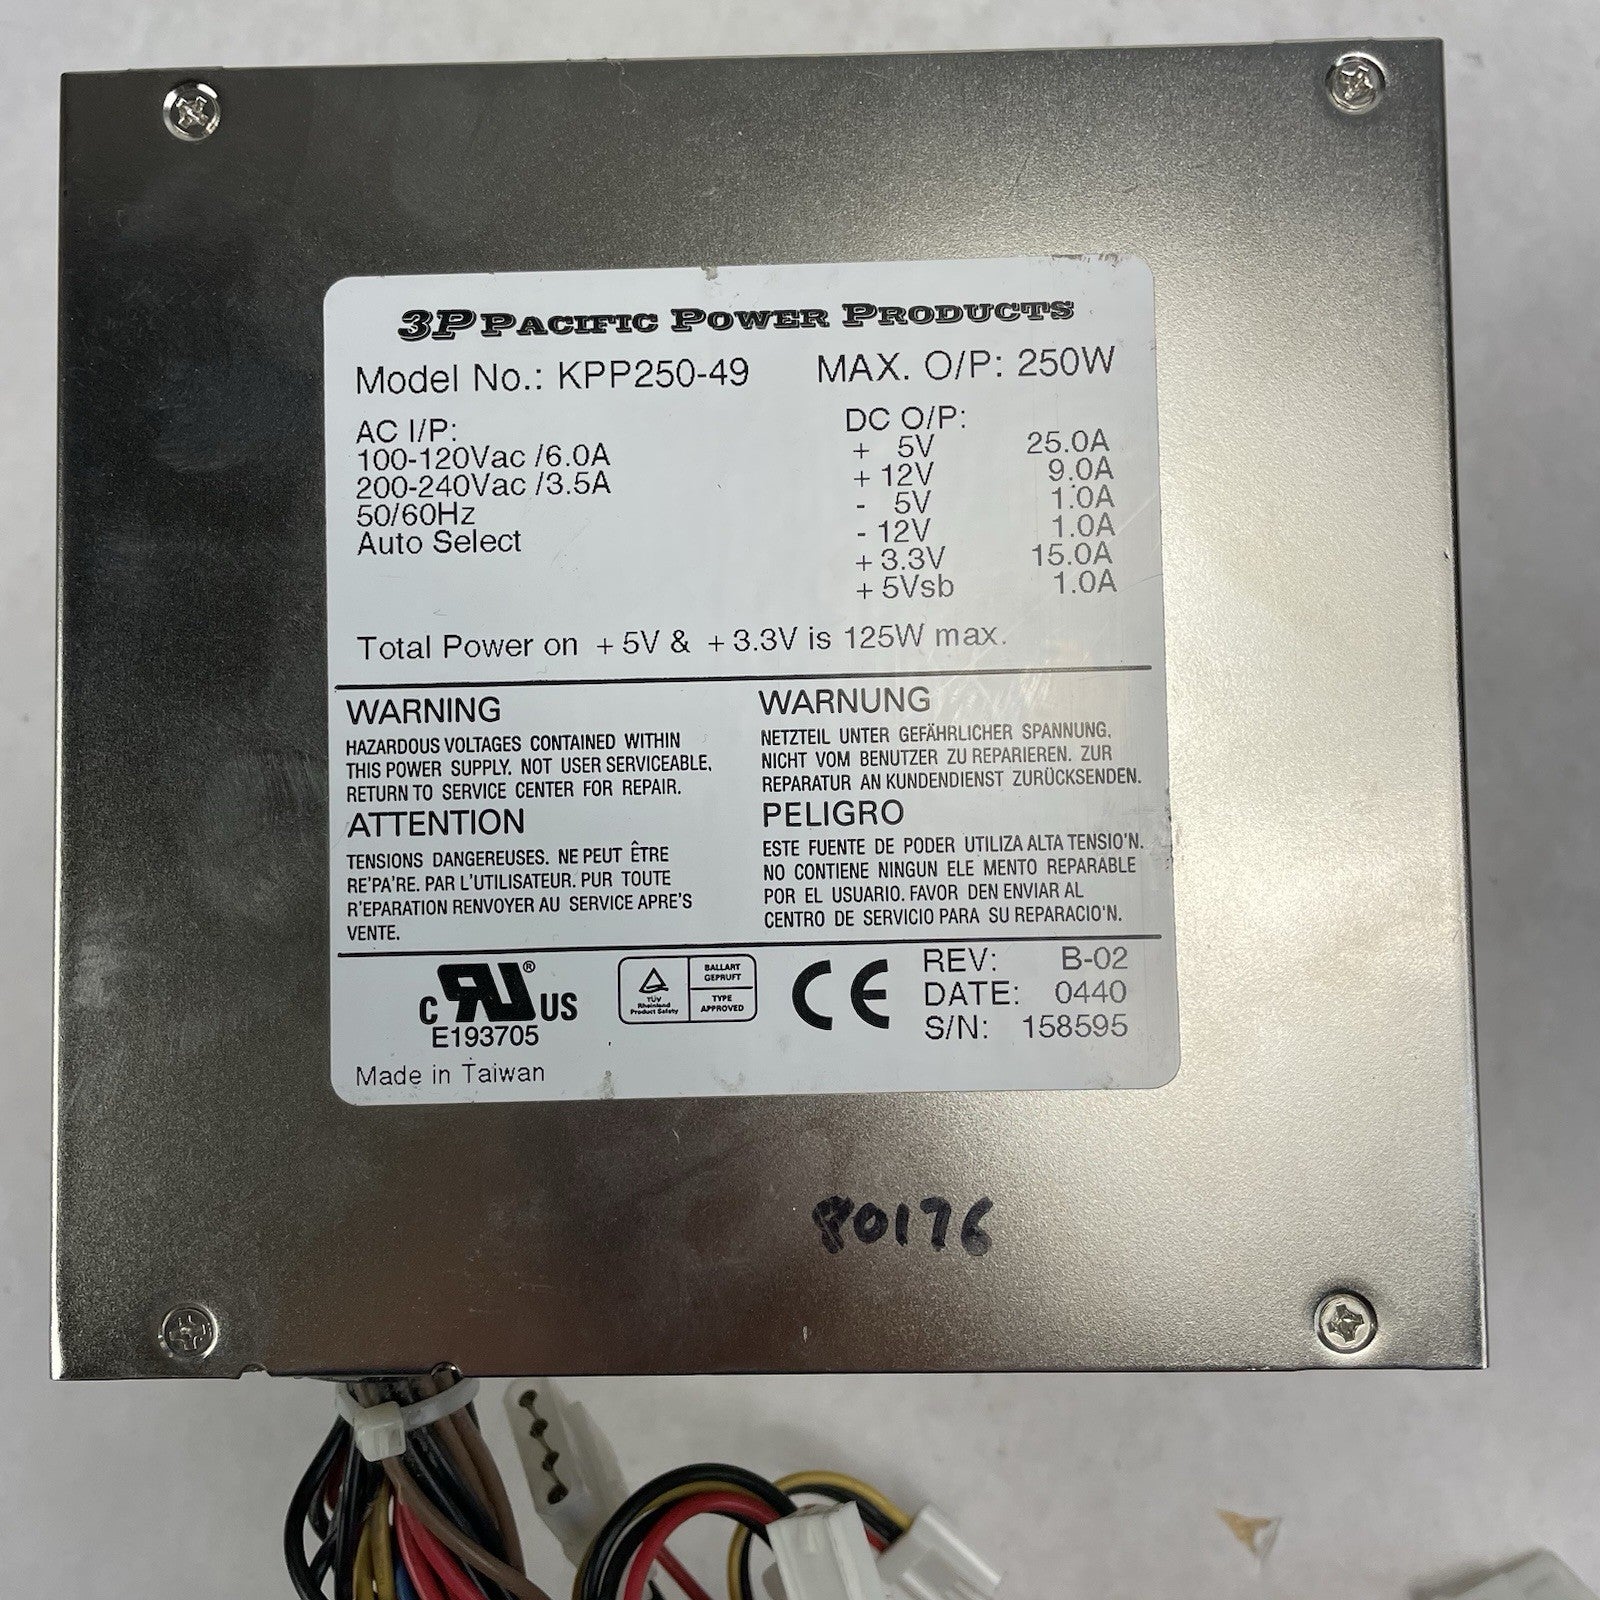 3P PACIFIC POWER PRODUCTS
Model No.: KPP250-49 MAX. O/P: 250W
AC I/P:
100-120Vac /6.0A
200-240Vac /3.5A
50/60Hz
Auto Select
DC O/P:
+ 5V 25.0A
+ 12V 9.0A
- 5V 1.0A
- 12V 1.0A
+ 3.3V 15.0A
+ 5Vsb 1.0A
Total Power on + 5V & + 3.3V is 125W max.
WARNING
HAZARDOUS VOLTAGES CONTAINED WITHIN
THIS POWER SUPPLY. NOT USER SERVICEABLE,
RETURN TO SERVICE CENTER FOR REPAIR.
ATTENTION
TENSIONS DANGEREUSES. NE PEUT ÊTRE
RE'PA'RE. PAR L'UTILISATEUR. PUR TOUTE
R'EPARATION RENVOYER AU SERVICE APRE'S
VENTE.
WARNUNG
NETZTEIL UNTER GEFÄHRLICHER SPANNUNG.
NICHT VOM BENUTZER ZU REPARIEREN. ZUR
REPARATUR AN KUNDENDIENST ZURÜCKSENDEN.
PELIGRO
ESTE FUENTE DE PODER UTILIZA ALTA TENSIO'N.
NO CONTIENE NINGUN ELE MENTO REPARABLE
POR EL USUARIO. FAVOR DEN ENVIAR AL
CENTRO DE SERVICIO PARA SU REPARACIO'N.
c RU ® US
E193705
Made in Taiwan
TÜV
Rheinland
Product Safety
BALLART
GEPRUFT
TYPE
APPROVED
CE
REV: B-02
DATE: 0440
S/N: 158595
80176